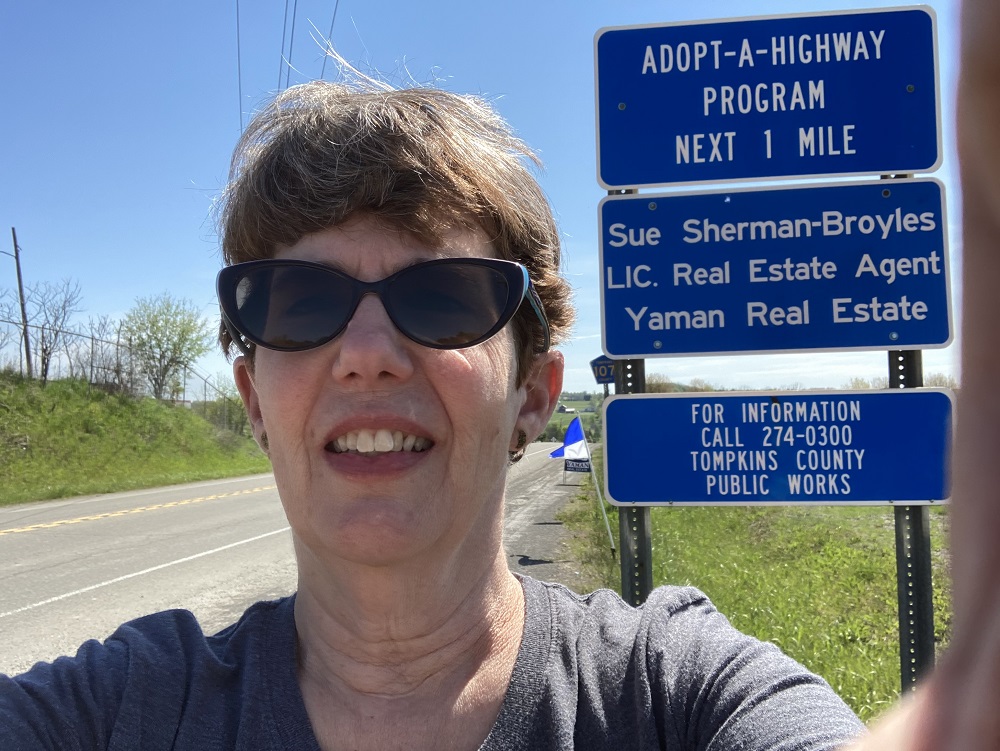 ADOPT-A-HIGHWAY
PROGRAM
NEXT 1 MILE
Sue Sherman-Broyles
LIC. Real Estate Agent
Yaman Real Estate
107
FOR INFORMATION
CALL 274-0300
TOMPKINS COUNTY
PUBLIC WORKS
YAMAN